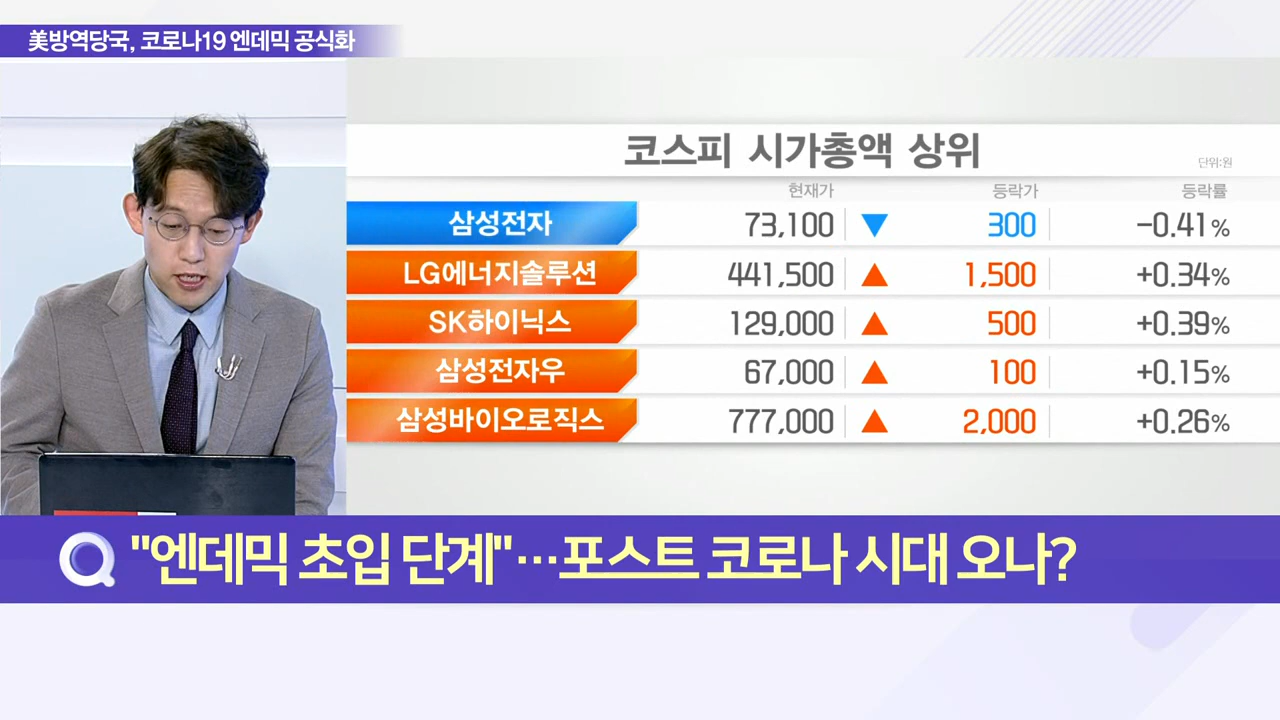 美방역당국, 코로나19 엔데믹 공식화
코스피 시가총액 상위
단위:원
현재가 등락가 등락률
삼성전자 73,100 ▼ 300 -0.41%
LG에너지솔루션 441,500 ▲ 1,500 +0.34%
SK하이닉스 129,000 ▲ 500 +0.39%
삼성전자우 67,000 ▲ 100 +0.15%
삼성바이오로직스 777,000 ▲ 2,000 +0.26%
Q "엔데믹 초입 단계"…포스트 코로나 시대 오나?